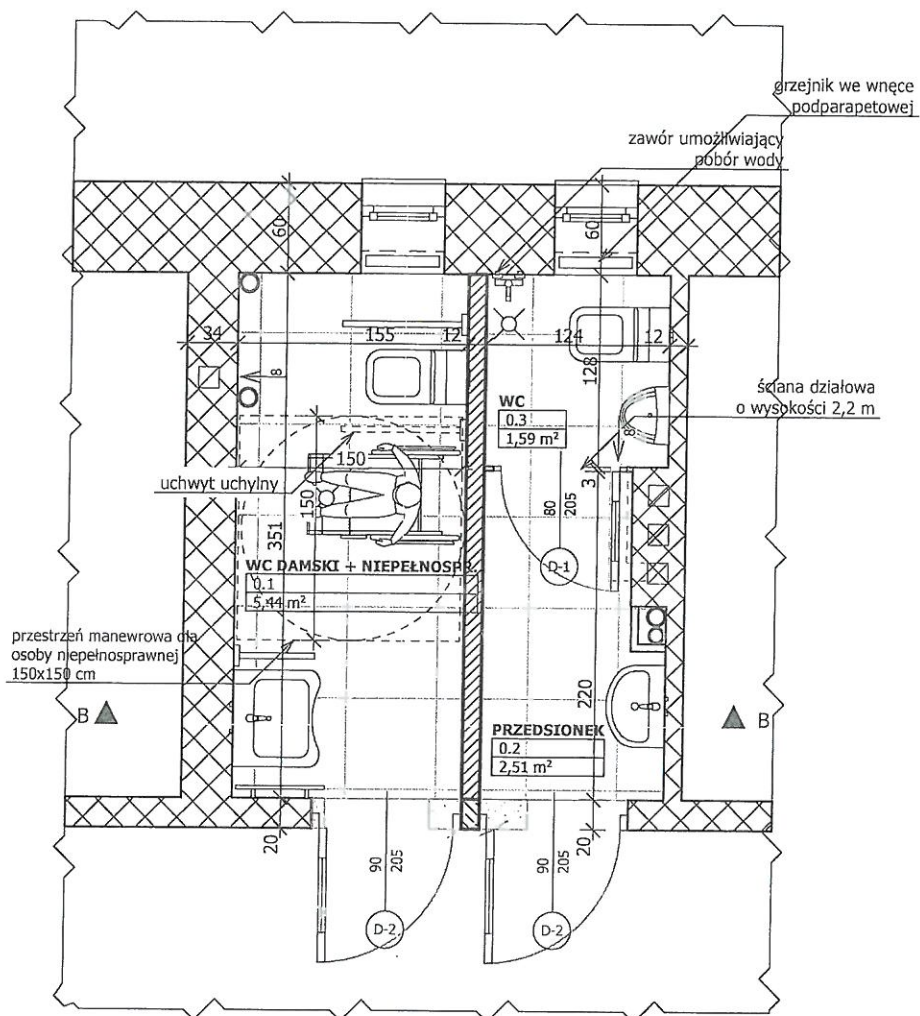 grzejnik we wnęce
podparapetowej
zawór umożliwiający
pobór wody
60
60
34
155
12
124
12
8
128
WC
0.3
1,59 m²
ściana działowa
o wysokości 2,2 m
8
150
uchwyt uchylny
150
3
80
205
351
D-1
WC DAMSKI + NIEPEŁNOSPR.
0.1
5,44 m²
przestrzeń manewrowa dla
osoby niepełnosprawnej
150x150 cm
220
B
B
PRZEDSIONEK
0.2
2,51 m²
20
20
90
205
90
205
D-2
D-2